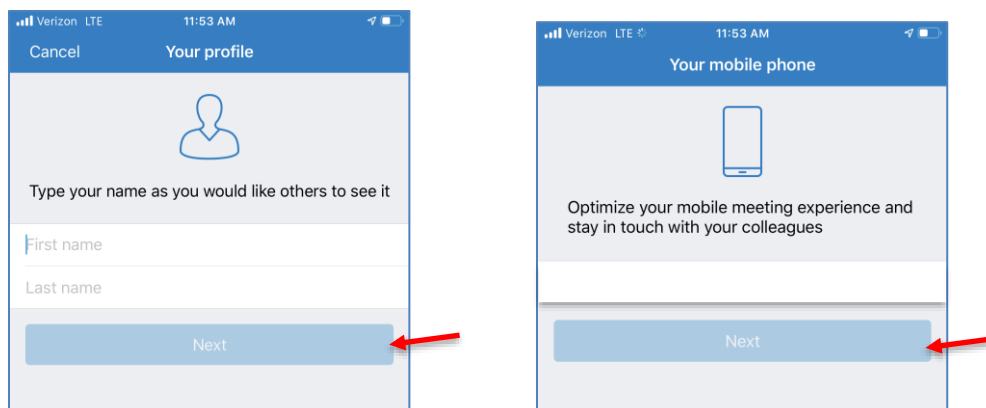 Verizon LTE 11:53 AM
Cancel Your profile
Type your name as you would like others to see it
First name
Last name
Next
Verizon LTE 11:53 AM
Your mobile phone
Optimize your mobile meeting experience and
stay in touch with your colleagues
Next